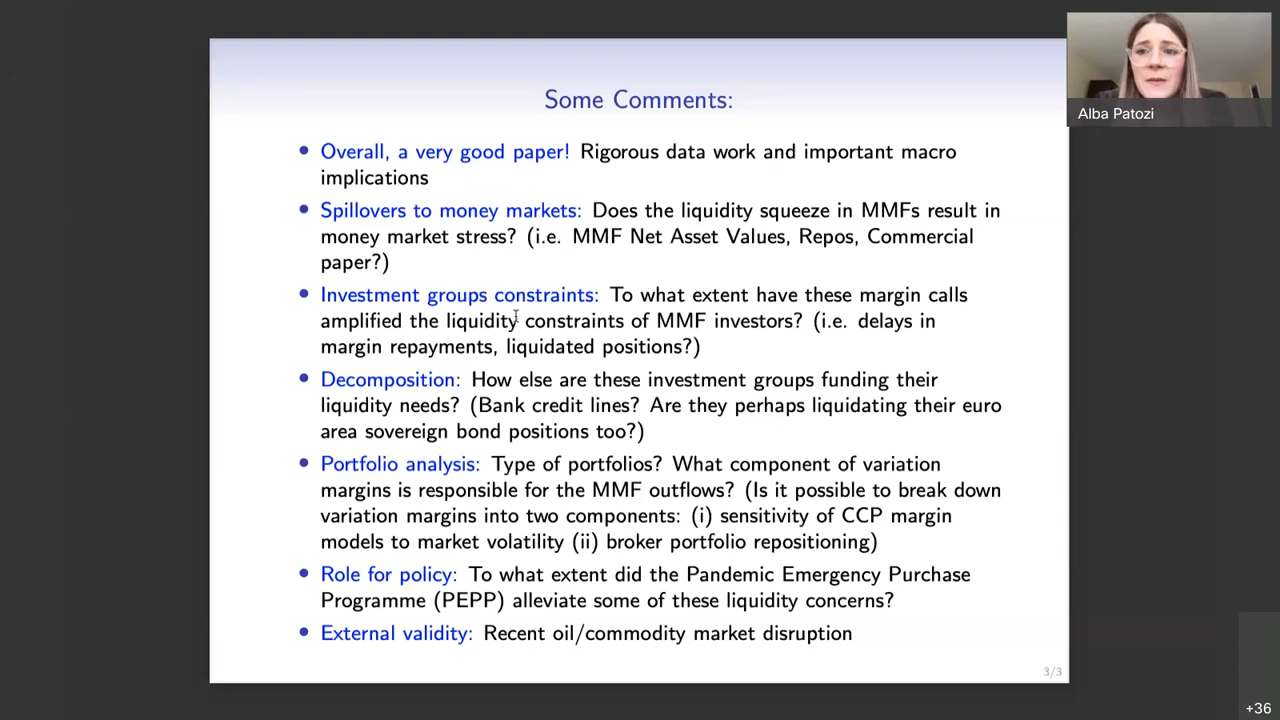 Some Comments:
• Overall, a very good paper! Rigorous data work and important macro
implications
• Spillovers to money markets: Does the liquidity squeeze in MMFs result in
money market stress? (i.e. MMF Net Asset Values, Repos, Commercial
paper?)
• Investment groups constraints: To what extent have these margin calls
amplified the liquidity constraints of MMF investors? (i.e. delays in
margin repayments, liquidated positions?)
• Decomposition: How else are these investment groups funding their
liquidity needs? (Bank credit lines? Are they perhaps liquidating their euro
area sovereign bond positions too?)
• Portfolio analysis: Type of portfolios? What component of variation
margins is responsible for the MMF outflows? (Is it possible to break down
variation margins into two components: (i) sensitivity of CCP margin
models to market volatility (ii) broker portfolio repositioning)
• Role for policy: To what extent did the Pandemic Emergency Purchase
Programme (PEPP) alleviate some of these liquidity concerns?
• External validity: Recent oil/commodity market disruption
3/3
Alba Patozi
+36